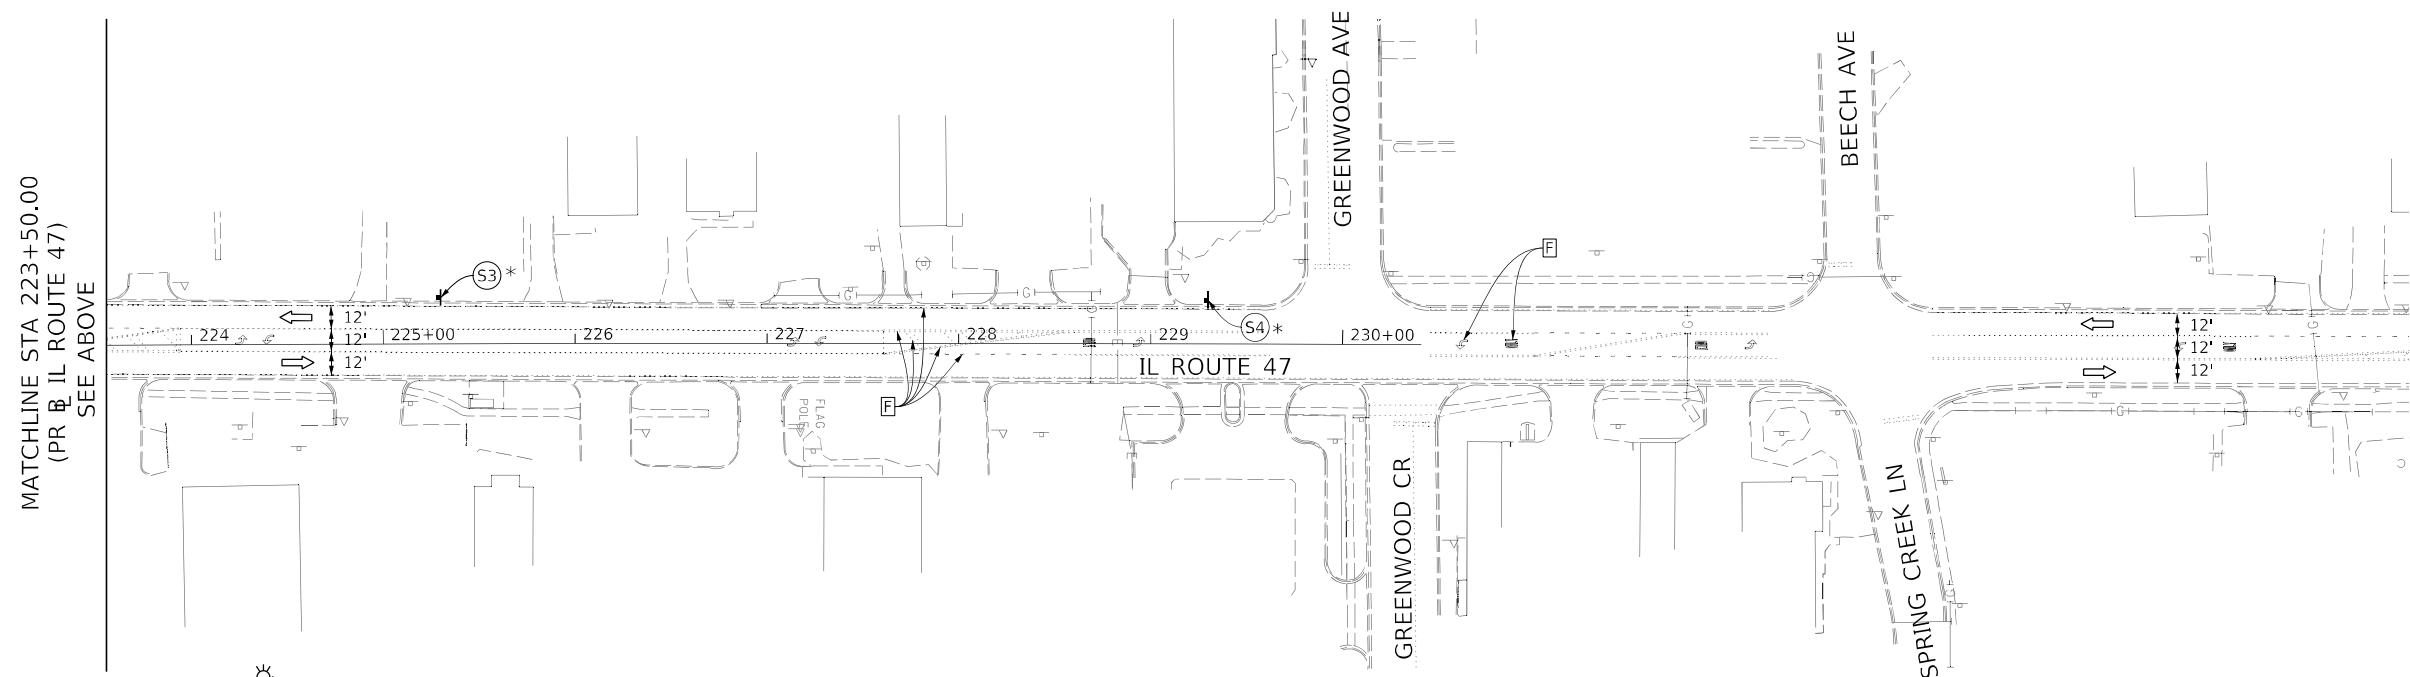 MATCHLINE STA 223+50.00
(PR B IL ROUTE 47)
SEE ABOVE
S3 *
S4 *
GREENWOOD AVE
BEECH AVE
F
12'
12'
12'
224
225+00
226
227
228
229
230+00
12'
12'
12'
IL ROUTE 47
F
FLAG
POLE
G
G
G
G
G
G
G
G
G
G
GREENWOOD CR
SPRING CREEK LN